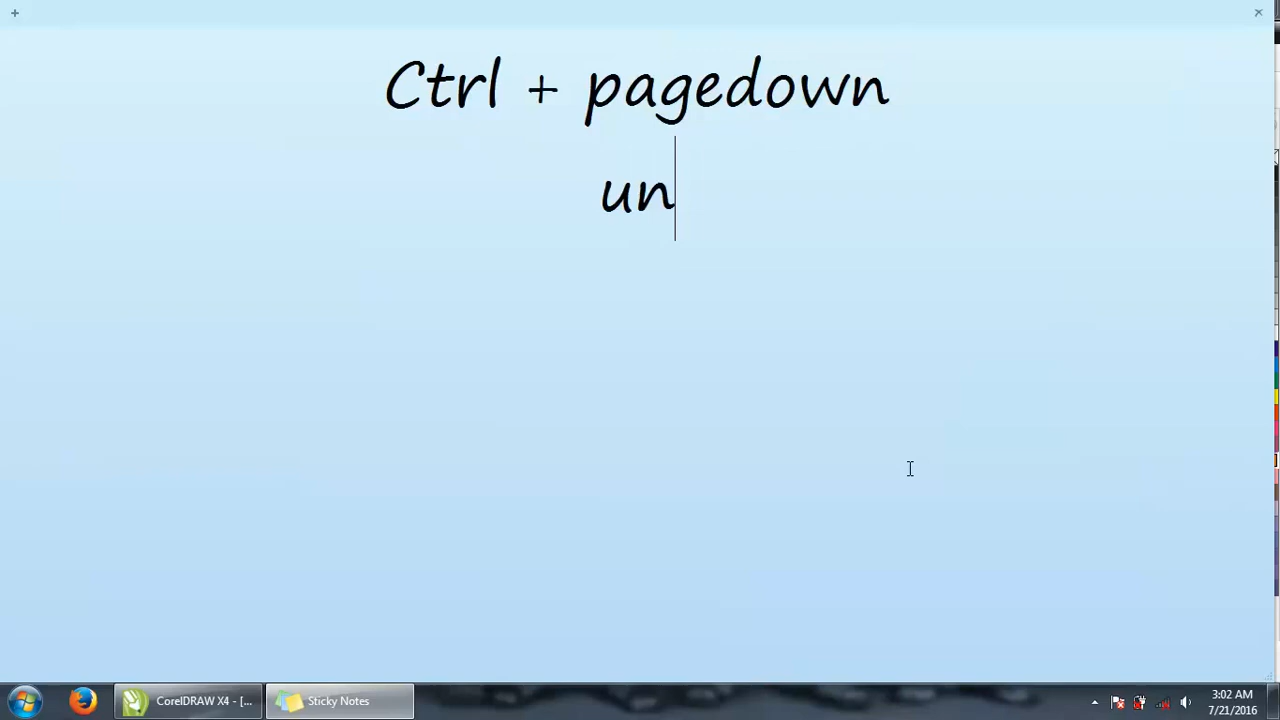 Ctrl + pagedown
un
CorelDRAW X4 - [...
Sticky Notes
3:02 AM
7/21/2016